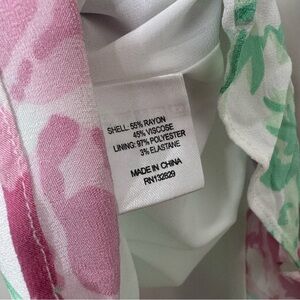 SHELL: 55% RAYON
45% VISCOSE
LINING: 97% POLYESTER
3% ELASTANE
MADE IN CHINA
RN132829